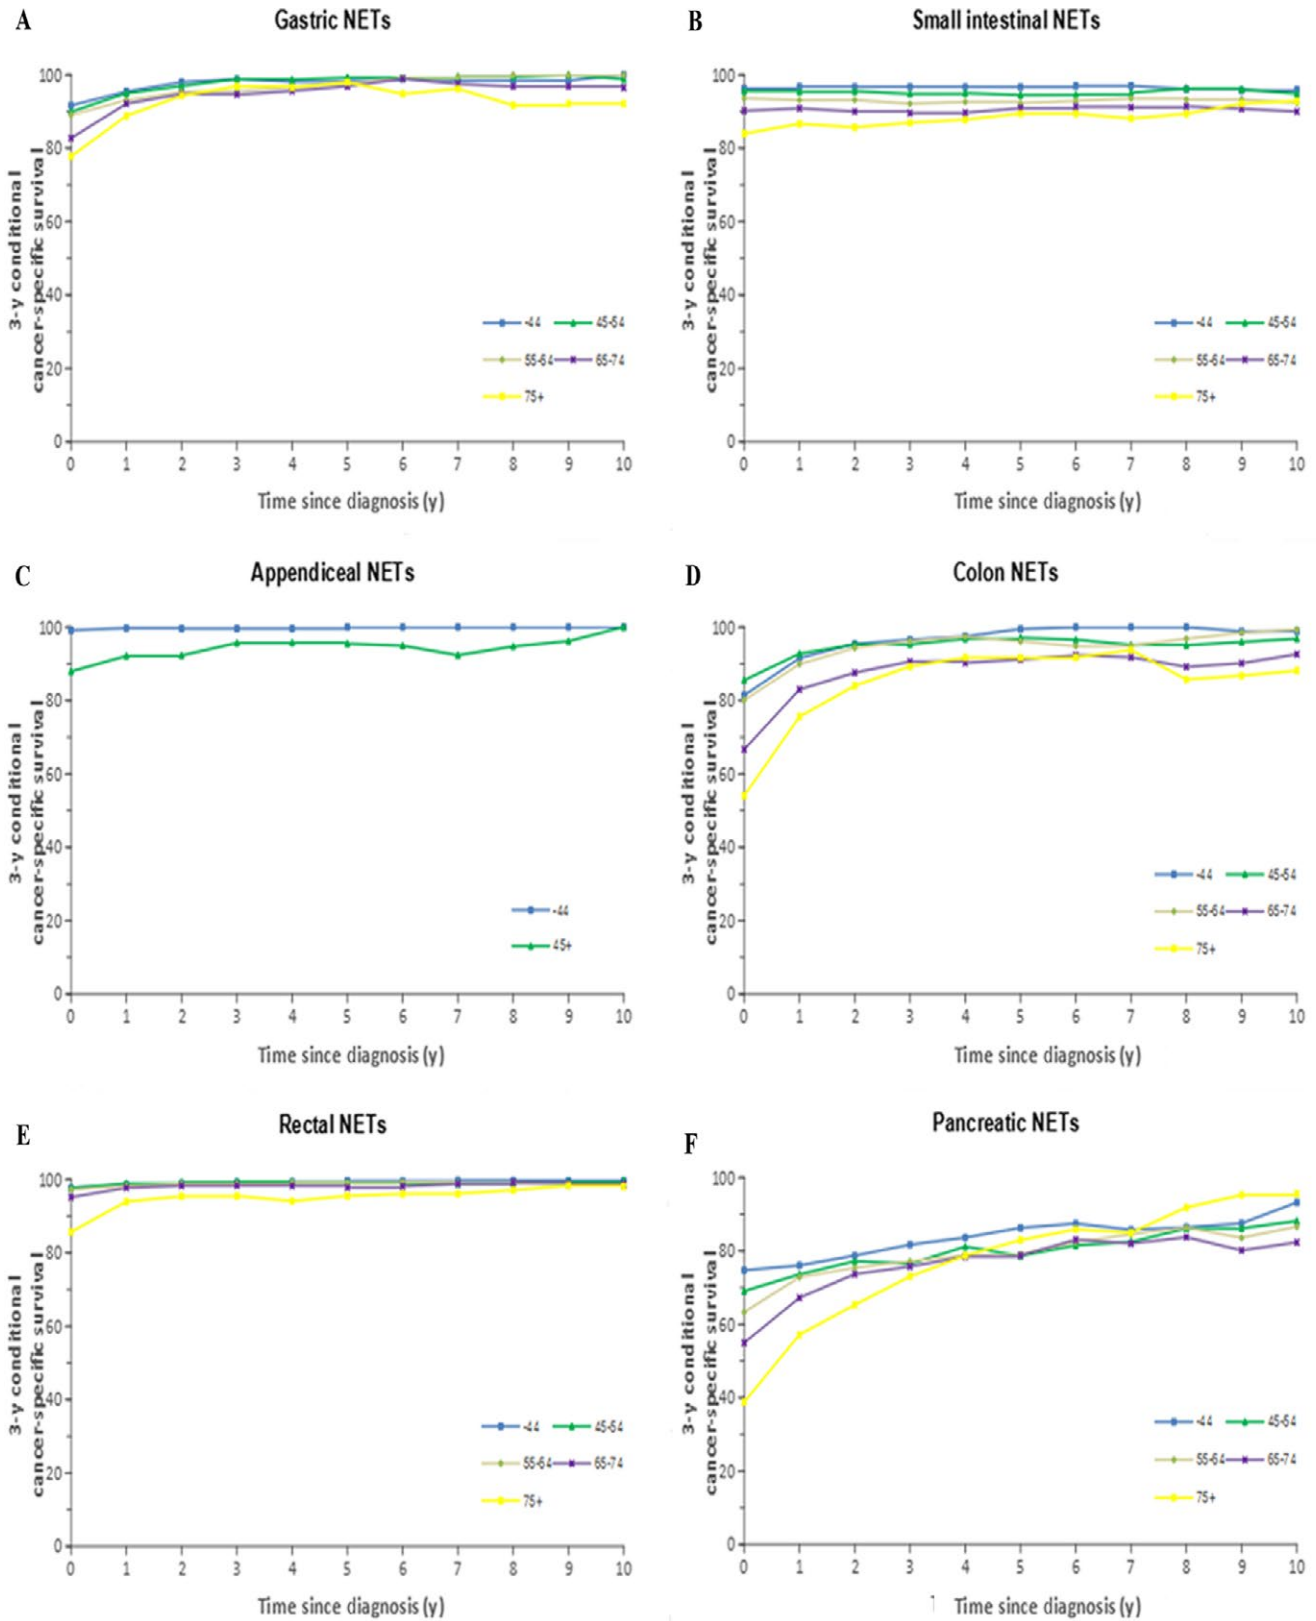 A
Gastric NETs
3-y conditional
cancer-specific survival
100
80
60
40
20
0
0 1 2 3 4 5 6 7 8 9 10
Time since diagnosis (y)
-44 45-54
55-64 65-74
75+
B
Small intestinal NETs
3-y conditional
cancer-specific survival
100
80
60
40
20
0
0 1 2 3 4 5 6 7 8 9 10
Time since diagnosis (y)
-44 45-54
55-64 65-74
75+
C
Appendiceal NETs
3-y conditional
cancer-specific survival
100
80
60
40
20
0
0 1 2 3 4 5 6 7 8 9 10
Time since diagnosis (y)
-44
45+
D
Colon NETs
3-y conditional
cancer-specific survival
100
80
60
40
20
0
0 1 2 3 4 5 6 7 8 9 10
Time since diagnosis (y)
-44 45-54
55-64 65-74
75+
E
Rectal NETs
3-y conditional
cancer-specific survival
100
80
60
40
20
0
0 1 2 3 4 5 6 7 8 9 10
Time since diagnosis (y)
-44 45-54
55-64 65-74
75+
F
Pancreatic NETs
3-y conditional
cancer-specific survival
100
80
60
40
20
0
0 1 2 3 4 5 6 7 8 9 10
Time since diagnosis (y)
-44 45-54
55-64 65-74
75+